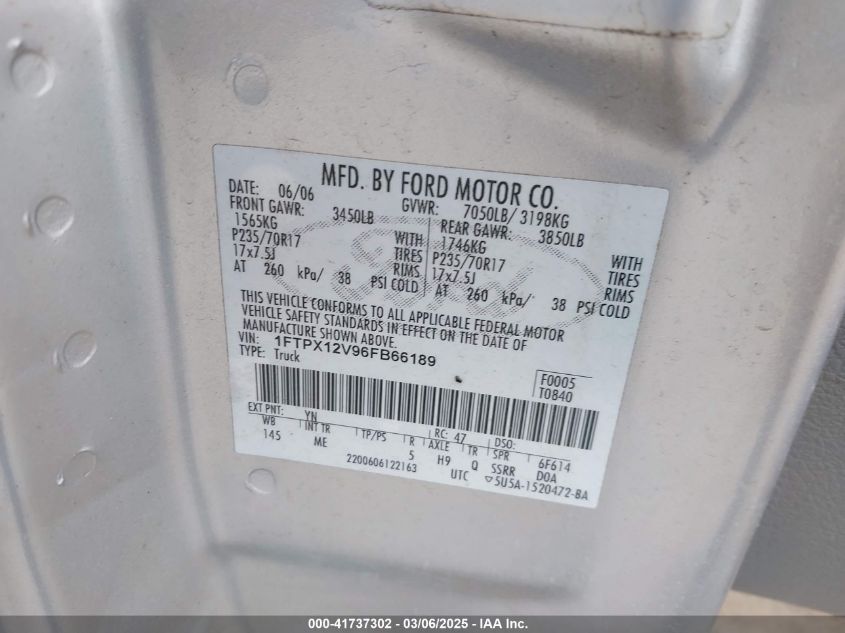 MFD. BY FORD MOTOR CO.
DATE: 06/06 GVWR: 7050LB/ 3198KG
FRONT GAWR: 3450LB REAR GAWR: 3850LB
1565KG WITH 1746KG WITH
P235/70R17 TIRES P235/70R17 TIRES
17x7.5J RIMS 17x7.5J RIMS
AT 260 kPa/ 38 PSI COLD AT 260 kPa/ 38 PSI COLD
THIS VEHICLE CONFORMS TO ALL APPLICABLE FEDERAL MOTOR
VEHICLE SAFETY STANDARDS IN EFFECT ON THE DATE OF
MANUFACTURE SHOWN ABOVE.
VIN: 1FTPX12V96FB66189
TYPE: Truck
F0005
T0840
EXT PNT: YN RC: 47 DSO:
WB INT TR TP/PS R AXLE TR SPR 6F614
145 ME 5 H9 Q SSRR DOA
2200606122163 UTC ▽5U5A-1520472-BA
Ford
000-41737302 - 03/06/2025 - IAA Inc.